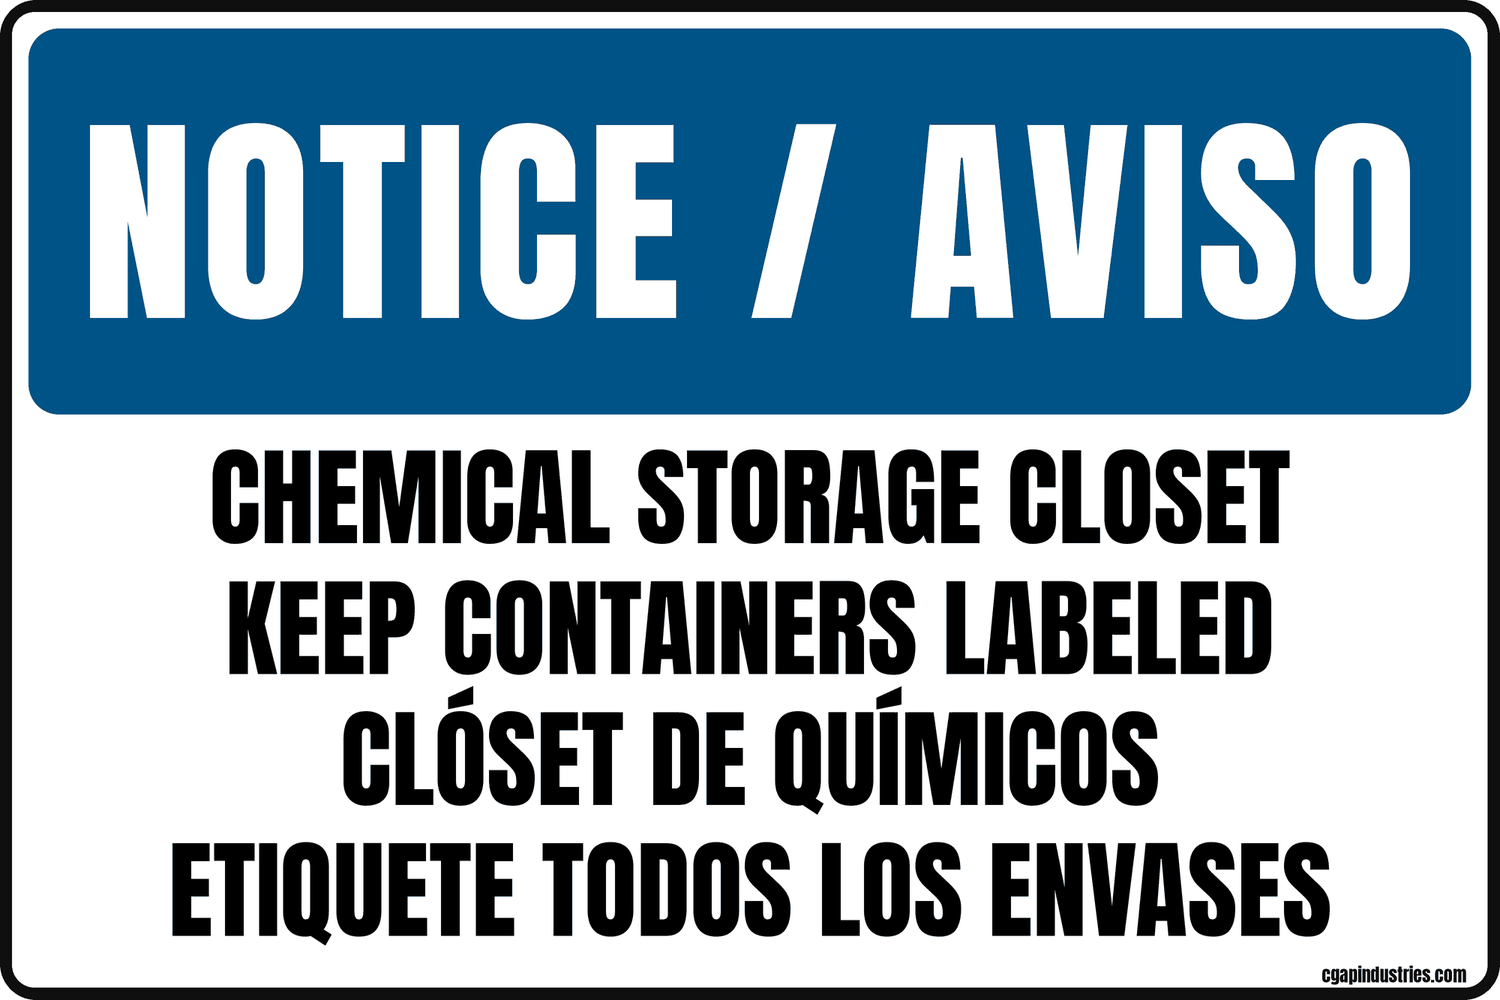 NOTICE / AVISO
CHEMICAL STORAGE CLOSET
KEEP CONTAINERS LABELED
CLÓSET DE QUÍMICOS
ETIQUETE TODOS LOS ENVASES
cgapindustries.com